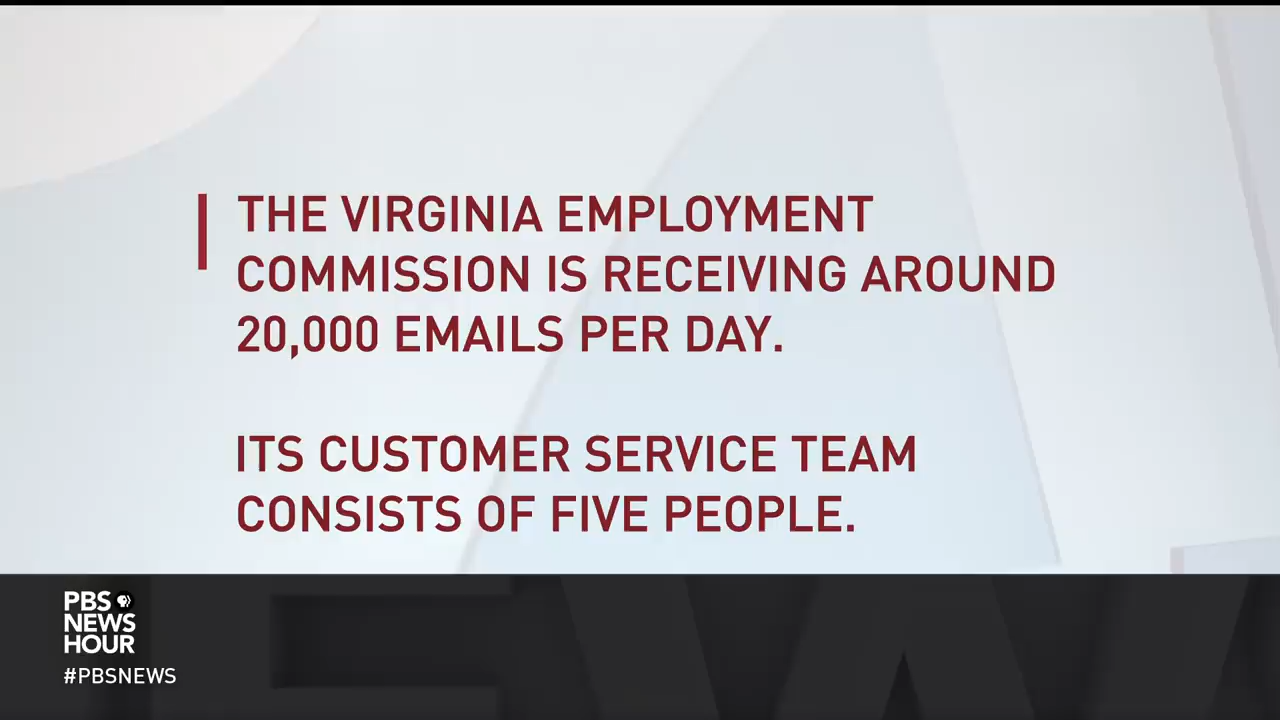 THE VIRGINIA EMPLOYMENT
COMMISSION IS RECEIVING AROUND
20,000 EMAILS PER DAY.
ITS CUSTOMER SERVICE TEAM
CONSISTS OF FIVE PEOPLE.
PBS
NEWS
HOUR
#PBSNEWS